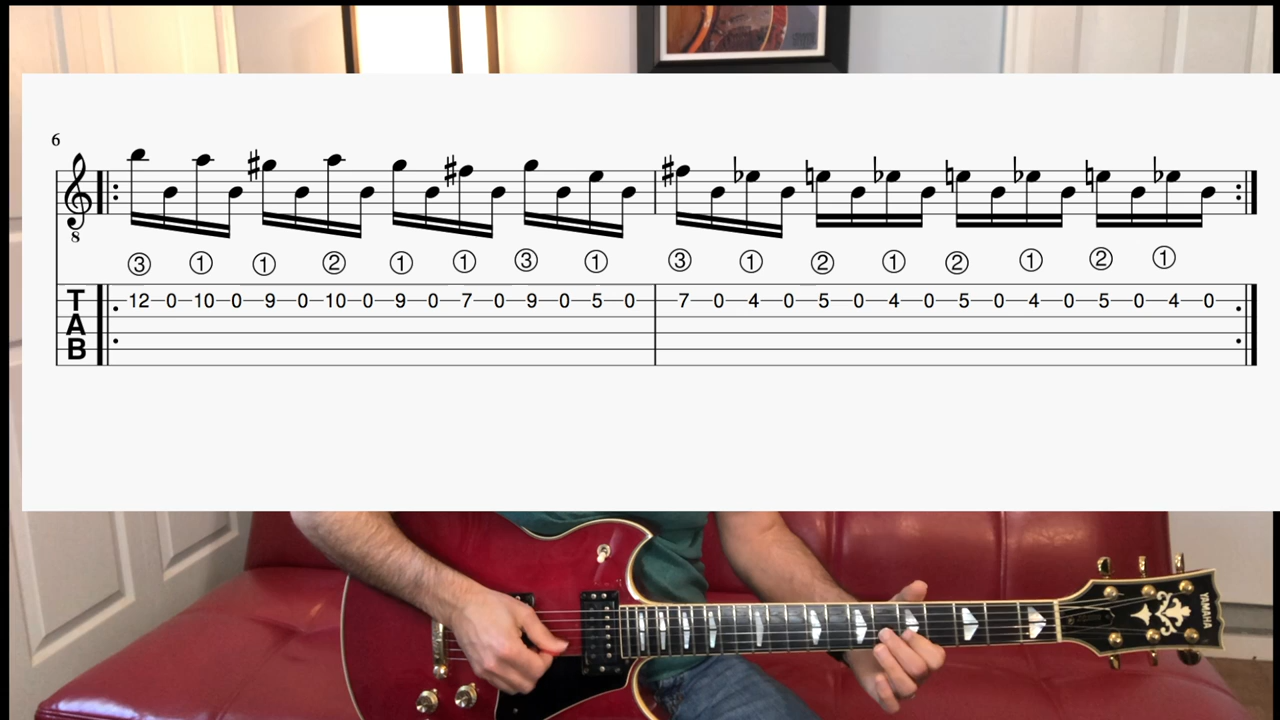 6
8
③ ① ① ② ① ① ③ ① ③ ① ② ① ② ① ② ①
T 12 0 10 0 9 0 10 0 9 0 7 0 9 0 5 0 7 0 4 0 5 0 4 0 5 0 4 0 5 0 4 0
A
B
YAMAHA